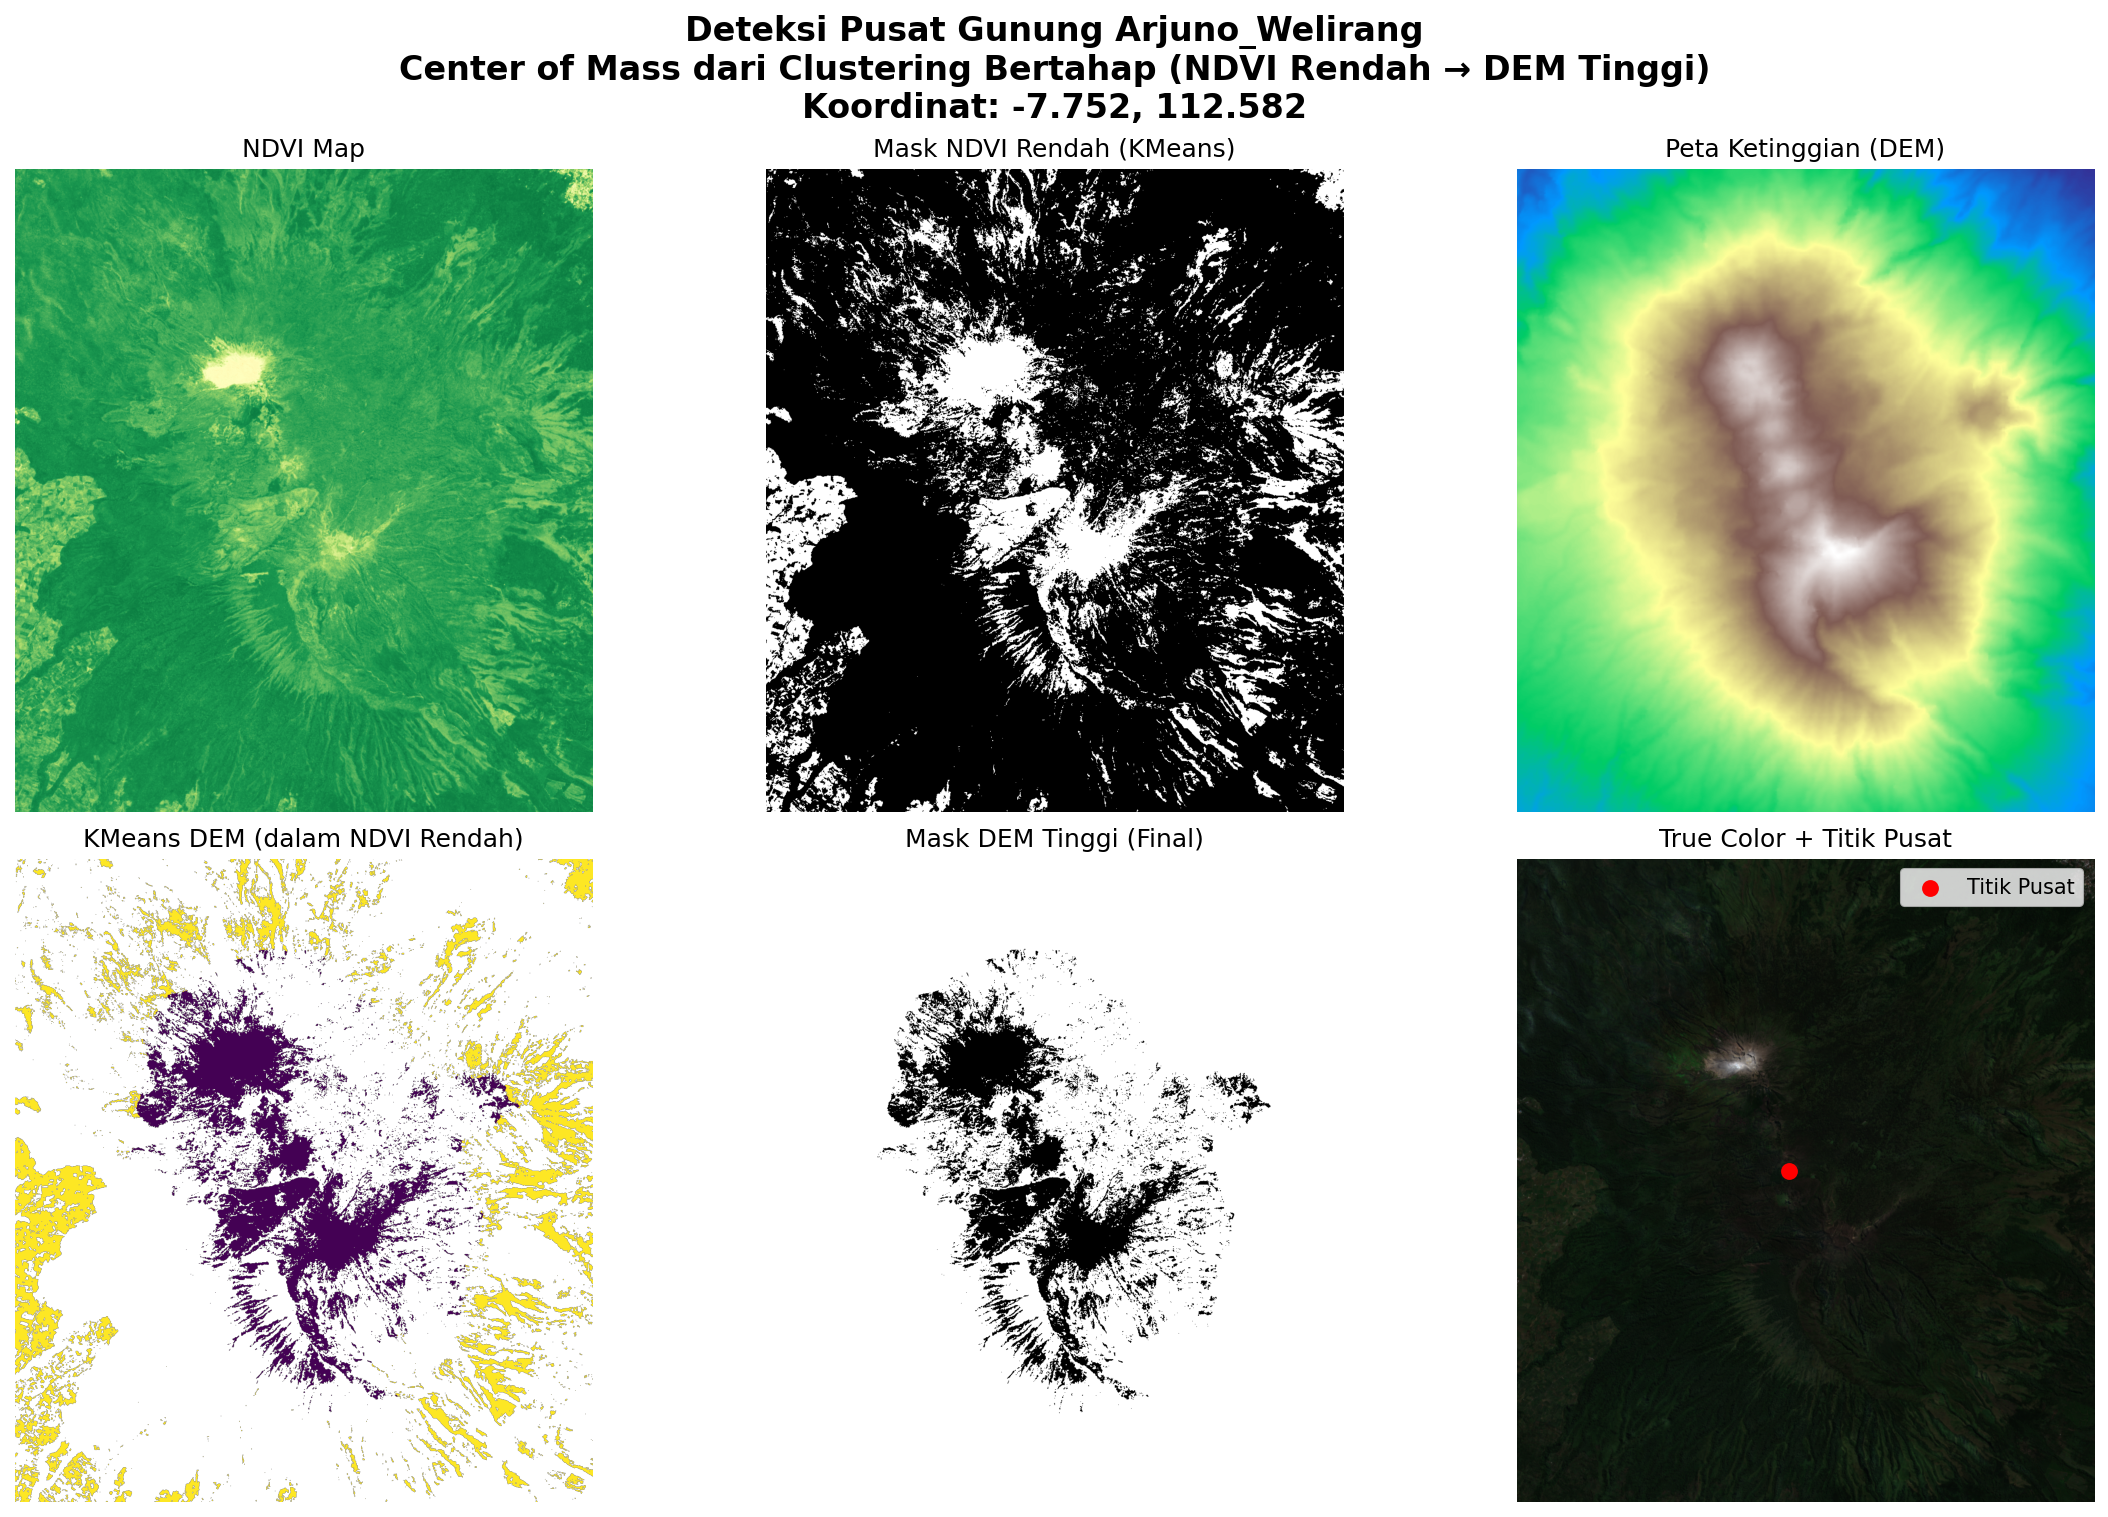 Deteksi Pusat Gunung Arjuno_Welirang
Center of Mass dari Clustering Bertahap (NDVI Rendah → DEM Tinggi)
Koordinat: -7.752, 112.582
NDVI Map
Mask NDVI Rendah (KMeans)
Peta Ketinggian (DEM)
KMeans DEM (dalam NDVI Rendah)
Mask DEM Tinggi (Final)
True Color + Titik Pusat
Titik Pusat